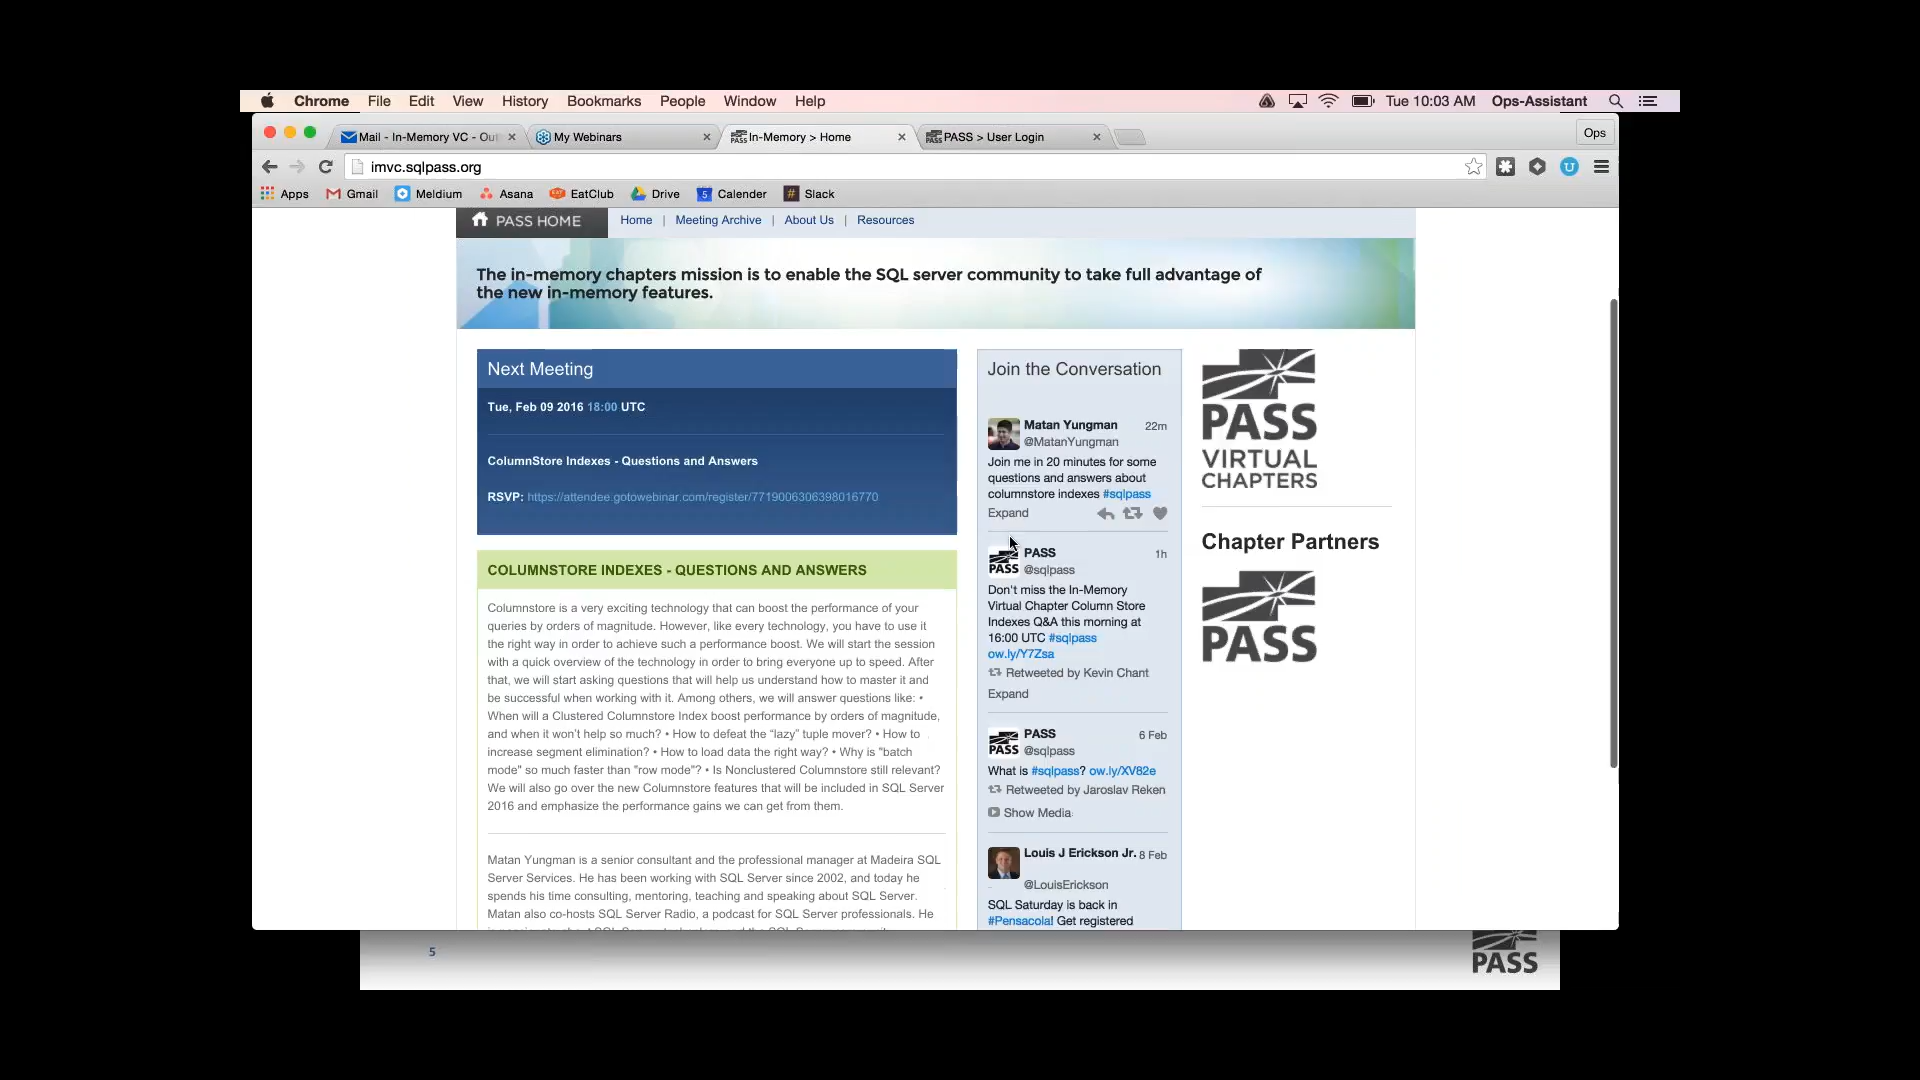 Chrome File Edit View History Bookmarks People Window Help Tue 10:03 AM Ops-Assistant
Mail - In-Memory VC - Out
My Webinars
In-Memory > Home
PASS > User Login
Ops
imvc.sqlpass.org
Apps Gmail Meldium Asana EatClub Drive Calender Slack
PASS HOME
Home | Meeting Archive | About Us | Resources
The in-memory chapters mission is to enable the SQL server community to take full advantage of
the new in-memory features.
Next Meeting
Tue, Feb 09 2016 18:00 UTC
ColumnStore Indexes - Questions and Answers
RSVP: https://attendee.gotowebinar.com/register/7719006306398016770
COLUMNSTORE INDEXES - QUESTIONS AND ANSWERS
Columnstore is a very exciting technology that can boost the performance of your
queries by orders of magnitude. However, like every technology, you have to use it
the right way in order to achieve such a performance boost. We will start the session
with a quick overview of the technology in order to bring everyone up to speed. After
that, we will start asking questions that will help us understand how to master it and
be successful when working with it. Among others, we will answer questions like: •
When will a Clustered Columnstore Index boost performance by orders of magnitude,
and when it won't help so much? • How to defeat the “lazy” tuple mover? • How to
increase segment elimination? • How to load data the right way? • Why is "batch
mode" so much faster than "row mode"? • Is Nonclustered Columnstore still relevant?
We will also go over the new Columnstore features that will be included in SQL Server
2016 and emphasize the performance gains we can get from them.
Matan Yungman is a senior consultant and the professional manager at Madeira SQL
Server Services. He has been working with SQL Server since 2002, and today he
spends his time consulting, mentoring, teaching and speaking about SQL Server.
Matan also co-hosts SQL Server Radio, a podcast for SQL Server professionals. He
Join the Conversation
Matan Yungman 22m
@MatanYungman
Join me in 20 minutes for some
questions and answers about
columnstore indexes #sqlpass
Expand
PASS 1h
@sqlpass
Don't miss the In-Memory
Virtual Chapter Column Store
Indexes Q&A this morning at
16:00 UTC #sqlpass
ow.ly/Y7Zsa
Retweeted by Kevin Chant
Expand
PASS 6 Feb
@sqlpass
What is #sqlpass? ow.ly/XV82e
Retweeted by Jaroslav Reken
Show Media
Louis J Erickson Jr. 8 Feb
@LouisErickson
SQL Saturday is back in
#Pensacola! Get registered
PASS
VIRTUAL
CHAPTERS
Chapter Partners
PASS
5
PASS